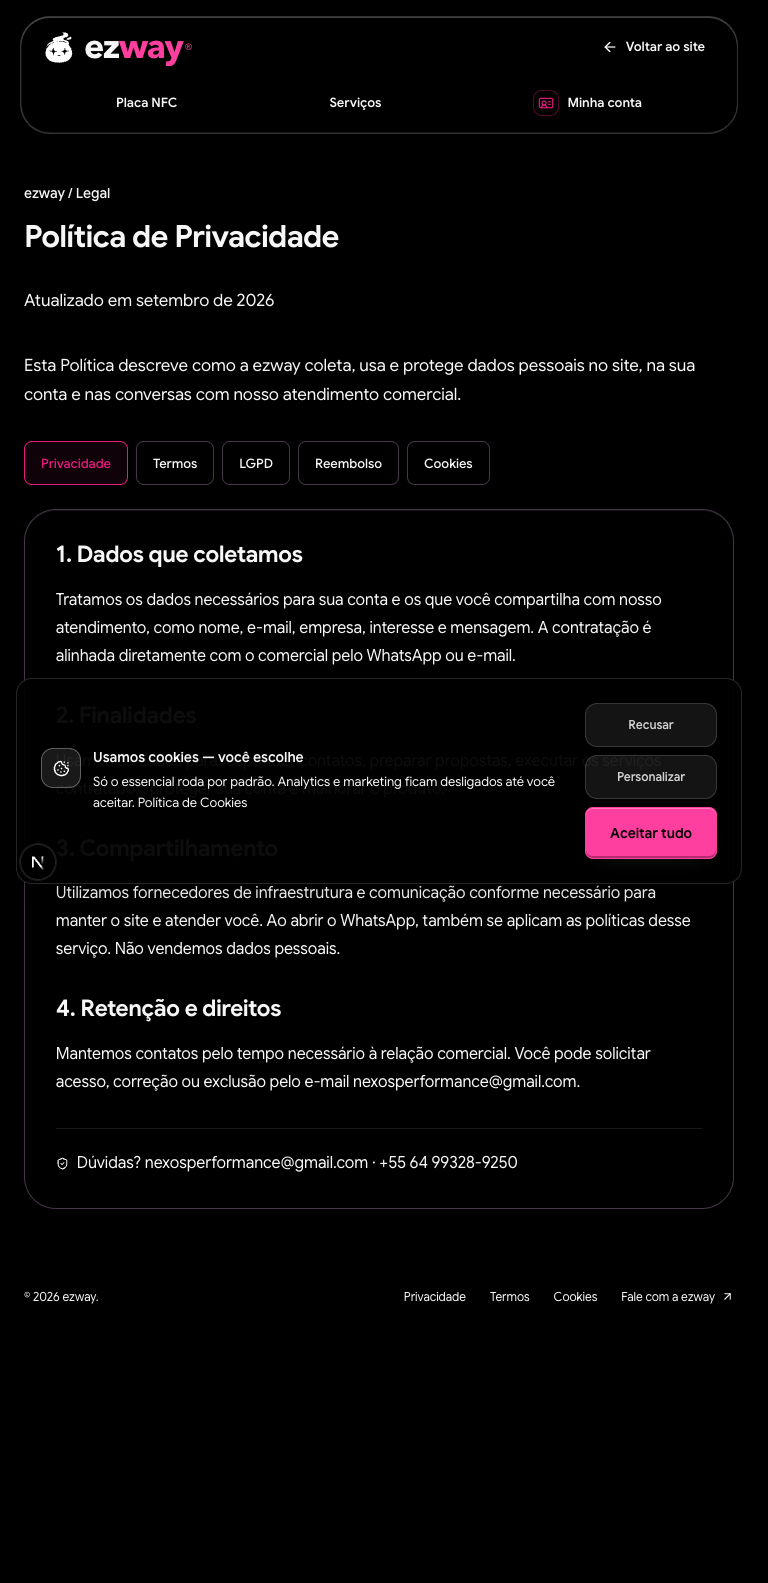 ezway®
Voltar ao site
Placa NFC
Serviços
Minha conta
ezway / Legal
Política de Privacidade
Atualizado em setembro de 2026
Esta Política descreve como a ezway coleta, usa e protege dados pessoais no site, na sua
conta e nas conversas com nosso atendimento comercial.
Privacidade
Termos
LGPD
Reembolso
Cookies
1. Dados que coletamos
Tratamos os dados necessários para sua conta e os que você compartilha com nosso
atendimento, como nome, e-mail, empresa, interesse e mensagem. A contratação é
alinhada diretamente com o comercial pelo WhatsApp ou e-mail.
2. Finalidades
contatos, preparar propostas, executar os serviços
Usamos cookies — você escolhe
Só o essencial roda por padrão. Analytics e marketing ficam desligados até você
aceitar. Política de Cookies
Recusar
Personalizar
Aceitar tudo
3. Compartilhamento
N
Utilizamos fornecedores de infraestrutura e comunicação conforme necessário para
manter o site e atender você. Ao abrir o WhatsApp, também se aplicam as políticas desse
serviço. Não vendemos dados pessoais.
4. Retenção e direitos
Mantemos contatos pelo tempo necessário à relação comercial. Você pode solicitar
acesso, correção ou exclusão pelo e-mail nexosperformance@gmail.com.
Dúvidas? nexosperformance@gmail.com · +55 64 99328-9250
© 2026 ezway.
Privacidade
Termos
Cookies
Fale com a ezway